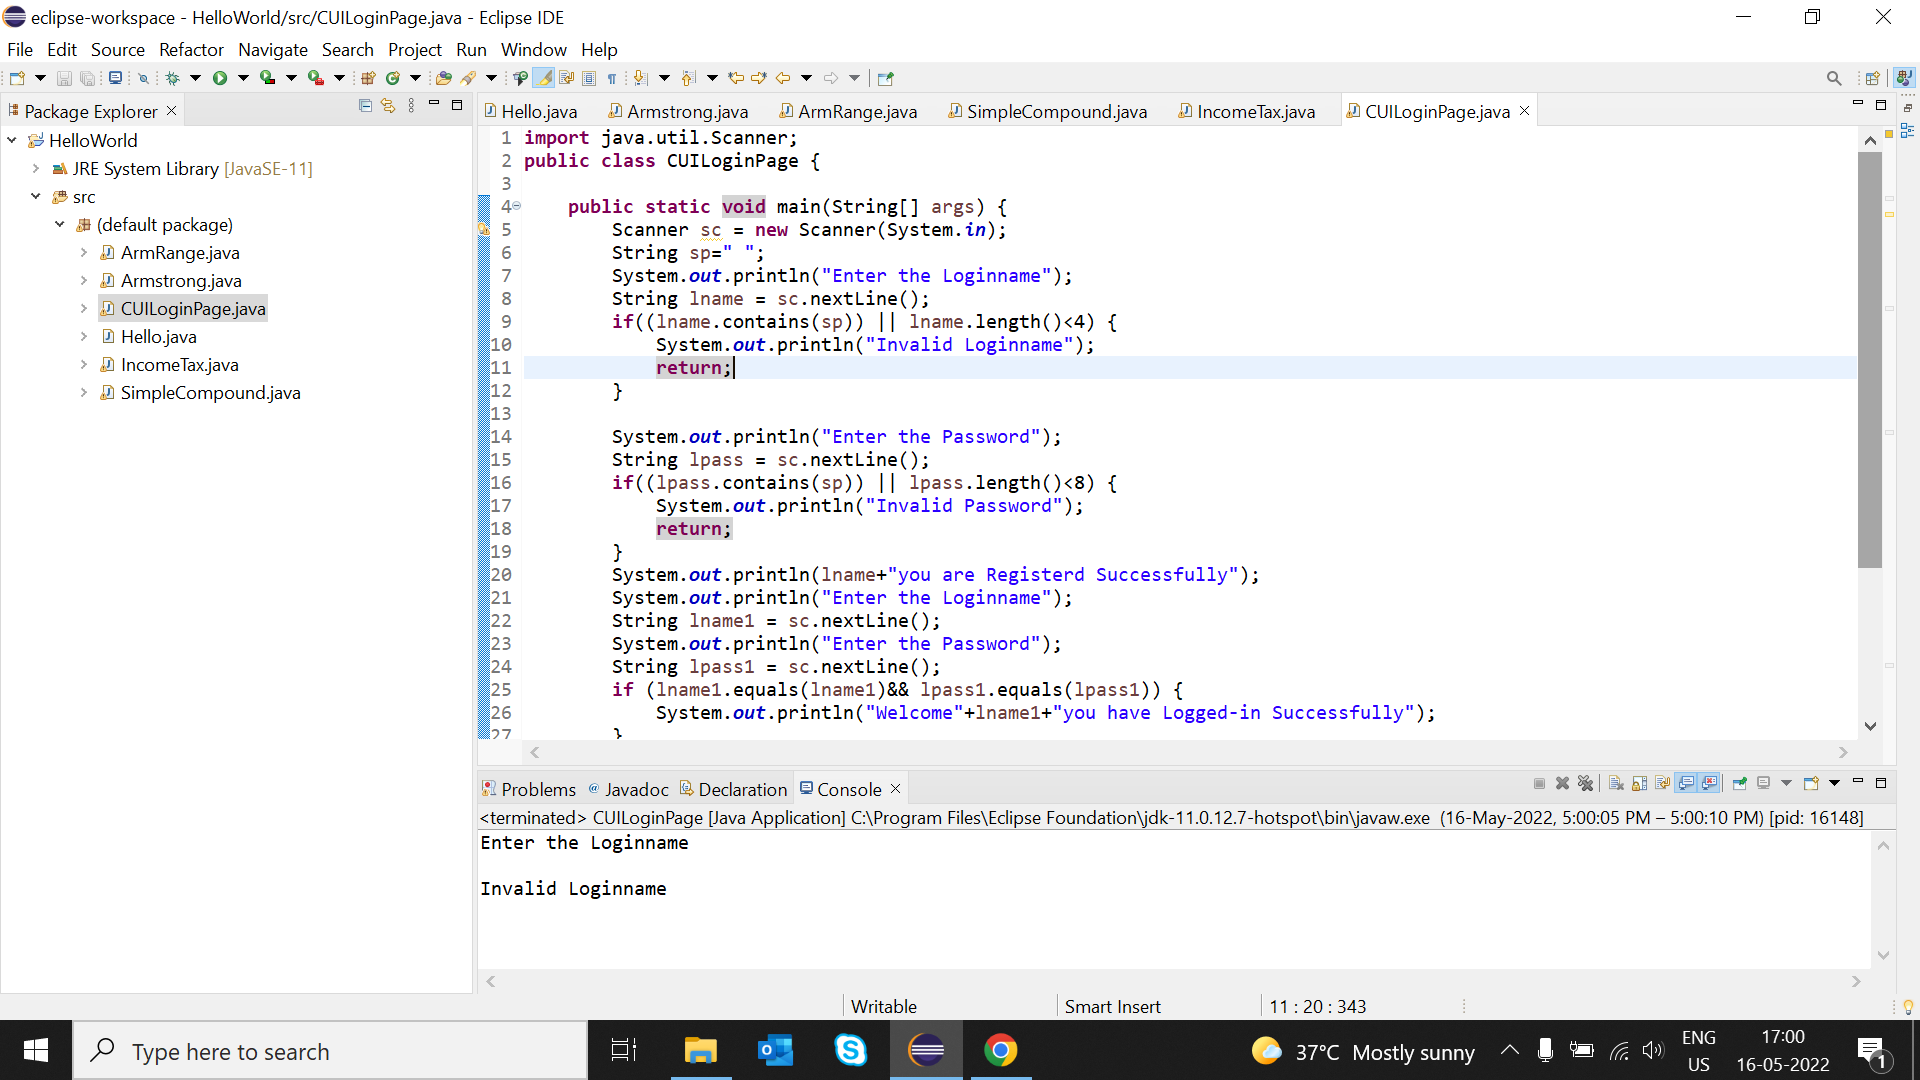 eclipse-workspace - HelloWorld/src/CUILoginPage.java - Eclipse IDE
File Edit Source Refactor Navigate Search Project Run Window Help
Package Explorer
HelloWorld
JRE System Library [JavaSE-11]
src
(default package)
ArmRange.java
Armstrong.java
CUILoginPage.java
Hello.java
IncomeTax.java
SimpleCompound.java
Hello.java Armstrong.java ArmRange.java SimpleCompound.java IncomeTax.java CUILoginPage.java
1 import java.util.Scanner;
2 public class CUILoginPage {
3
4 public static void main(String[] args) {
5 Scanner sc = new Scanner(System.in);
6 String sp=" ";
7 System.out.println("Enter the Loginname");
8 String lname = sc.nextLine();
9 if((lname.contains(sp)) || lname.length()<4) {
10 System.out.println("Invalid Loginname");
11 return;
12 }
13
14 System.out.println("Enter the Password");
15 String lpass = sc.nextLine();
16 if((lpass.contains(sp)) || lpass.length()<8) {
17 System.out.println("Invalid Password");
18 return;
19 }
20 System.out.println(lname+"you are Registerd Successfully");
21 System.out.println("Enter the Loginname");
22 String lname1 = sc.nextLine();
23 System.out.println("Enter the Password");
24 String lpass1 = sc.nextLine();
25 if (lname1.equals(lname1)&& lpass1.equals(lpass1)) {
26 System.out.println("Welcome"+lname1+"you have Logged-in Successfully");
27 }
Problems Javadoc Declaration Console
<terminated> CUILoginPage [Java Application] C:\Program Files\Eclipse Foundation\jdk-11.0.12.7-hotspot\bin\javaw.exe (16-May-2022, 5:00:05 PM – 5:00:10 PM) [pid: 16148]
Enter the Loginname
Invalid Loginname
Writable Smart Insert 11 : 20 : 343
Type here to search
37°C Mostly sunny
ENG
US
17:00
16-05-2022
1